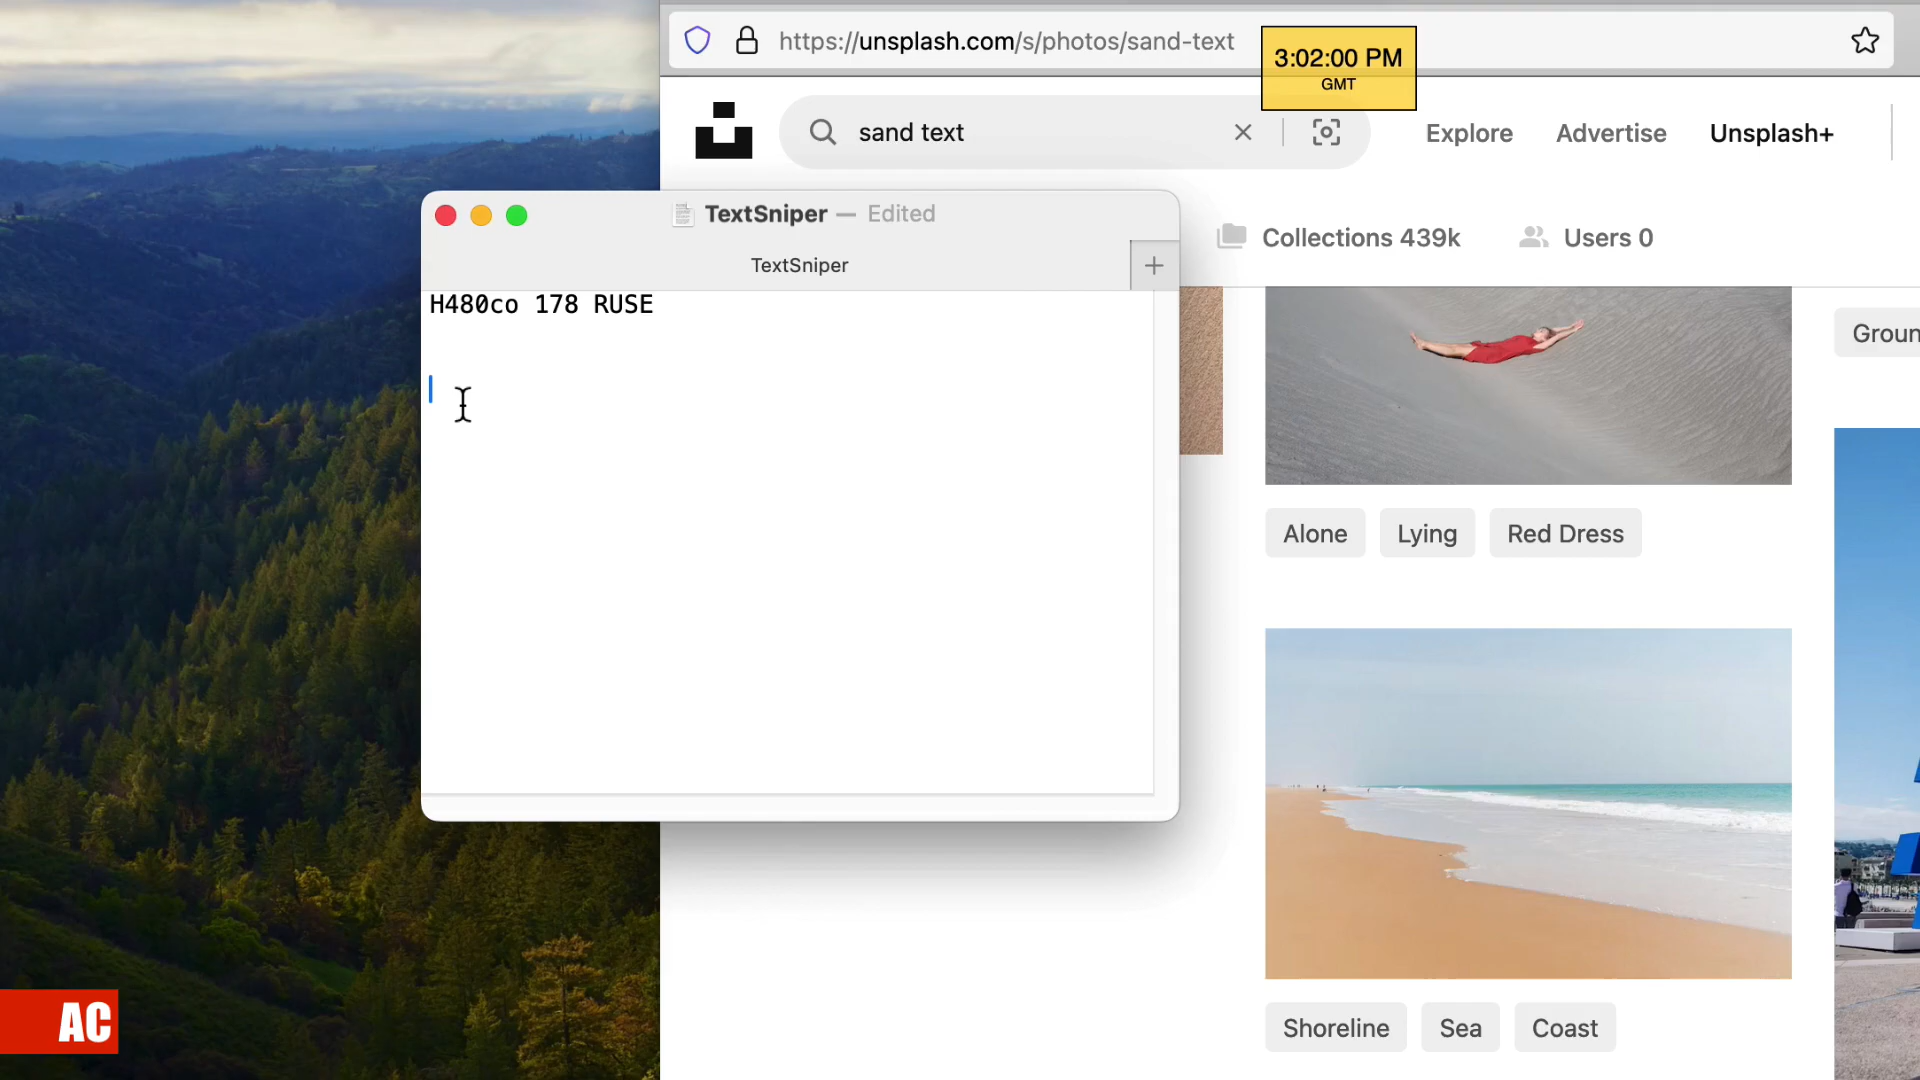 https://unsplash.com/s/photos/sand-text
3:02:00 PM
GMT
sand text
Explore
Advertise
Unsplash+
TextSniper — Edited
TextSniper
Collections 439k
Users 0
H480co 178 RUSE
Groun
Alone
Lying
Red Dress
Shoreline
Sea
Coast
AC